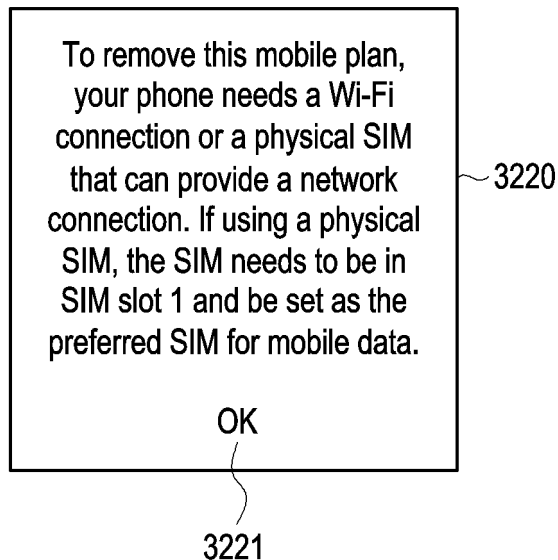 To remove this mobile plan,
your phone needs a Wi-Fi
connection or a physical SIM
that can provide a network
connection. If using a physical
SIM, the SIM needs to be in
SIM slot 1 and be set as the
preferred SIM for mobile data.
3220
OK
3221